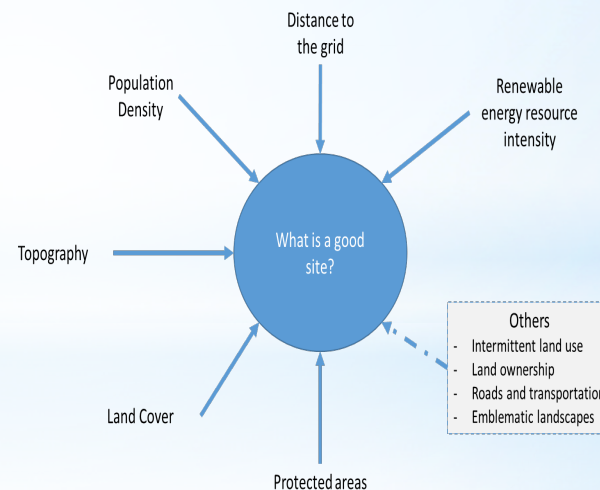 Distance to
the grid
Population
Density
Renewable
energy resource
intensity
What is a good
site?
Topography
Others
- Intermittent land use
- Land ownership
- Roads and transportation
- Emblematic landscapes
Land Cover
Protected areas